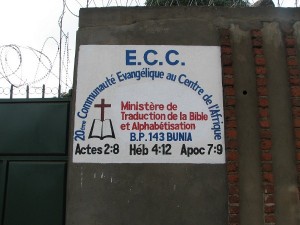 E.C.C.
20ème Communauté Evangélique au Centre de l'Afrique
Ministère de
Traduction de la Bible
et Alphabétisation
B.P. 143 BUNIA
Actes 2:8 Héb 4:12 Apoc 7:9